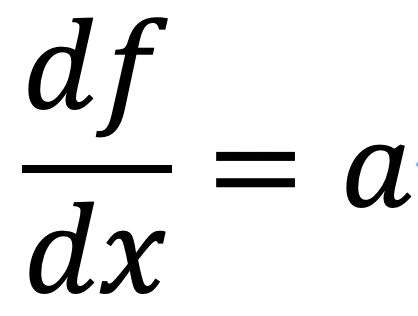 df
dx = a